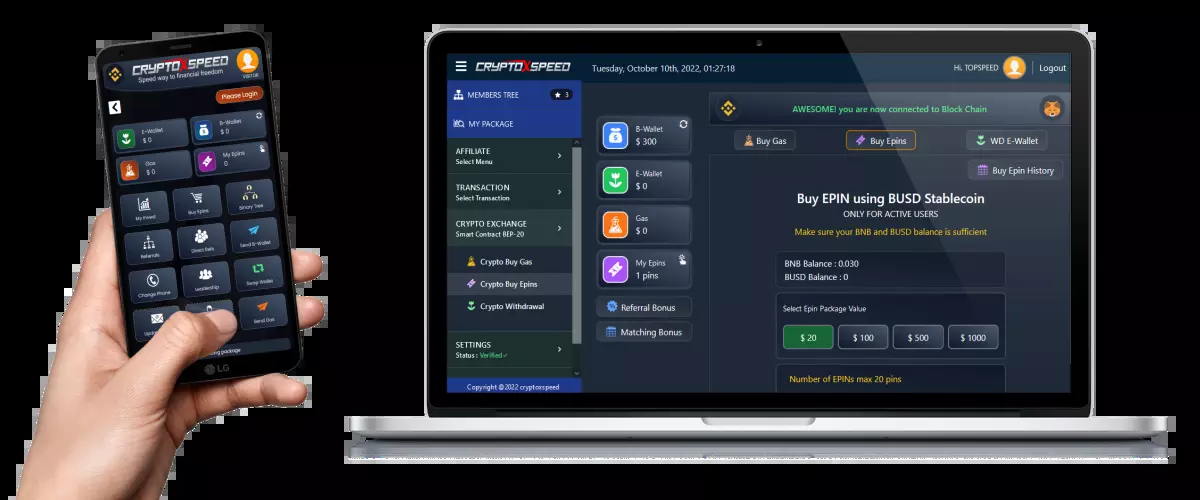 CRYPTOXSPEED
Speed way to financial freedom
VISITOR
Please Login
E-Wallet
$ 0
B-Wallet
$ 0
Gas
$ 0
My Epins
0
My Invest
Buy Epins
Binary Tree
Referrals
Direct Refs
Send E-Wallet
Change Phone
Leadership
Swap Wallet
Send Gas
package
LG
CRYPTOXSPEED
Tuesday, October 10th, 2022, 01:27:18
Hi, TOPSPEED
Logout
MEMBERS TREE
★ 3
MY PACKAGE
AFFILIATE
Select Menu
TRANSACTION
Select Transaction
CRYPTO EXCHANGE
Smart Contract BEP-20
Crypto Buy Gas
Crypto Buy Epins
Crypto Withdrawal
SETTINGS
Status : Verified ✓
Copyright ©2022 cryptoxspeed
B-Wallet
$ 300
E-Wallet
$ 0
Gas
$ 0
My Epins
1 pins
Referral Bonus
Matching Bonus
AWESOME! you are now connected to Block Chain
Buy Gas
Buy Epins
WD E-Wallet
Buy Epin History
Buy EPIN using BUSD Stablecoin
ONLY FOR ACTIVE USERS
Make sure your BNB and BUSD balance is sufficient
BNB Balance : 0.030
BUSD Balance : 0
Select Epin Package Value
$ 20
$ 100
$ 500
$ 1000
Number of EPINs max 20 pins